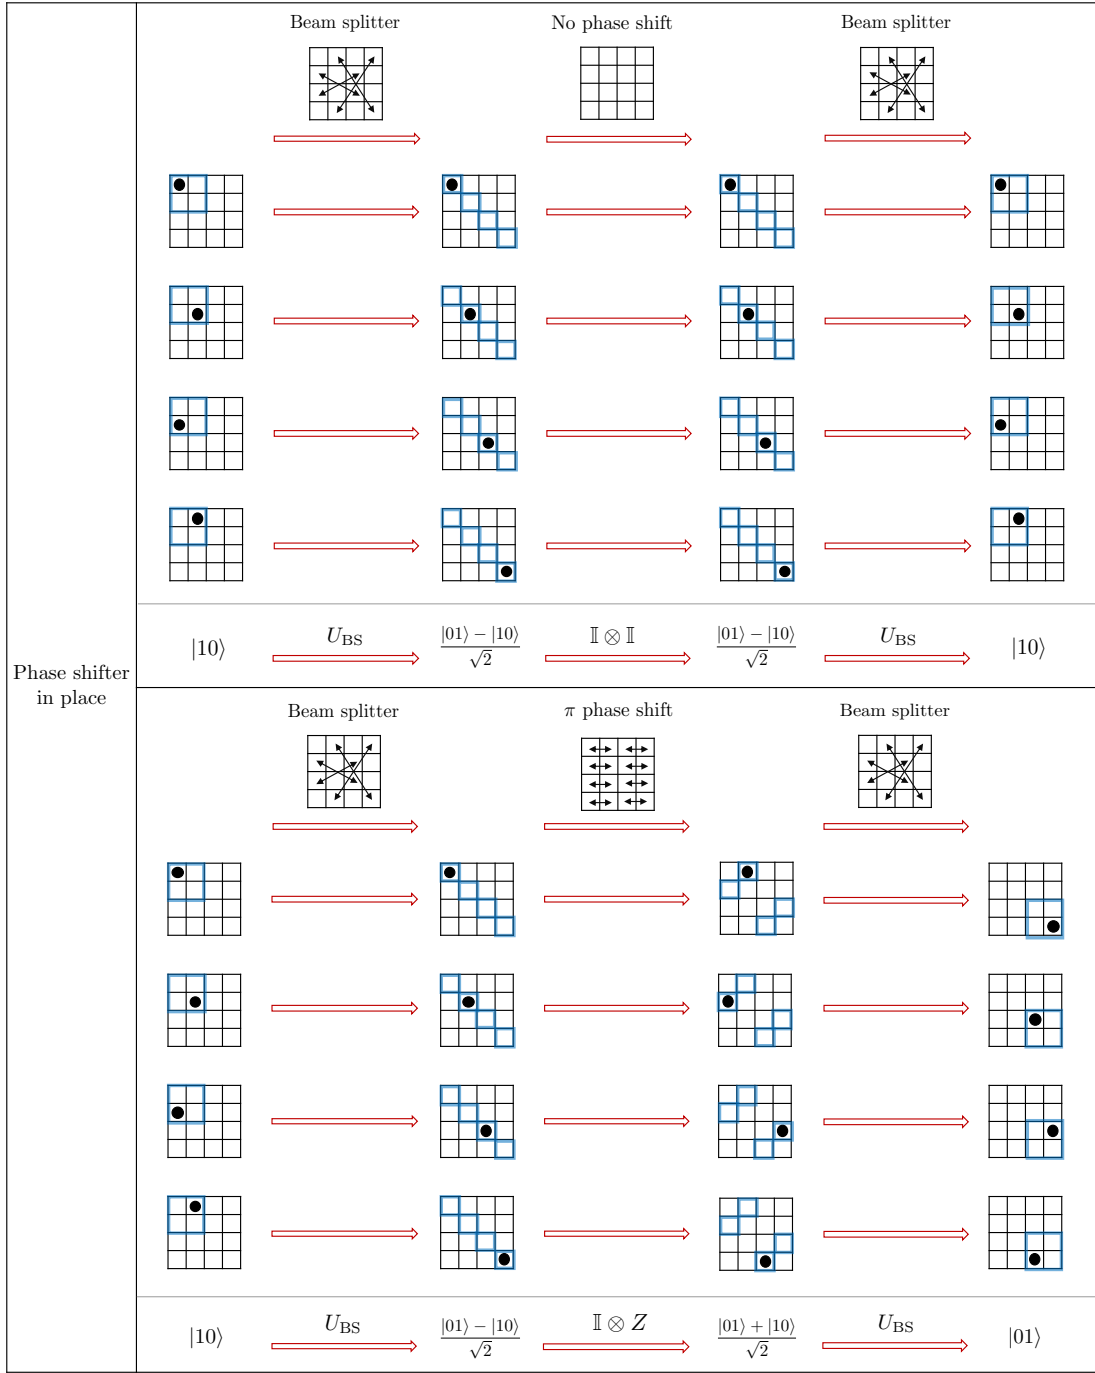 Beam splitter No phase shift Beam splitter
|10⟩ U_BS (|01⟩ − |10⟩)/√2 𝕀 ⊗ 𝕀 (|01⟩ − |10⟩)/√2 U_BS |10⟩
Phase shifter
in place
Beam splitter π phase shift Beam splitter
|10⟩ U_BS (|01⟩ − |10⟩)/√2 𝕀 ⊗ Z (|01⟩ + |10⟩)/√2 U_BS |01⟩